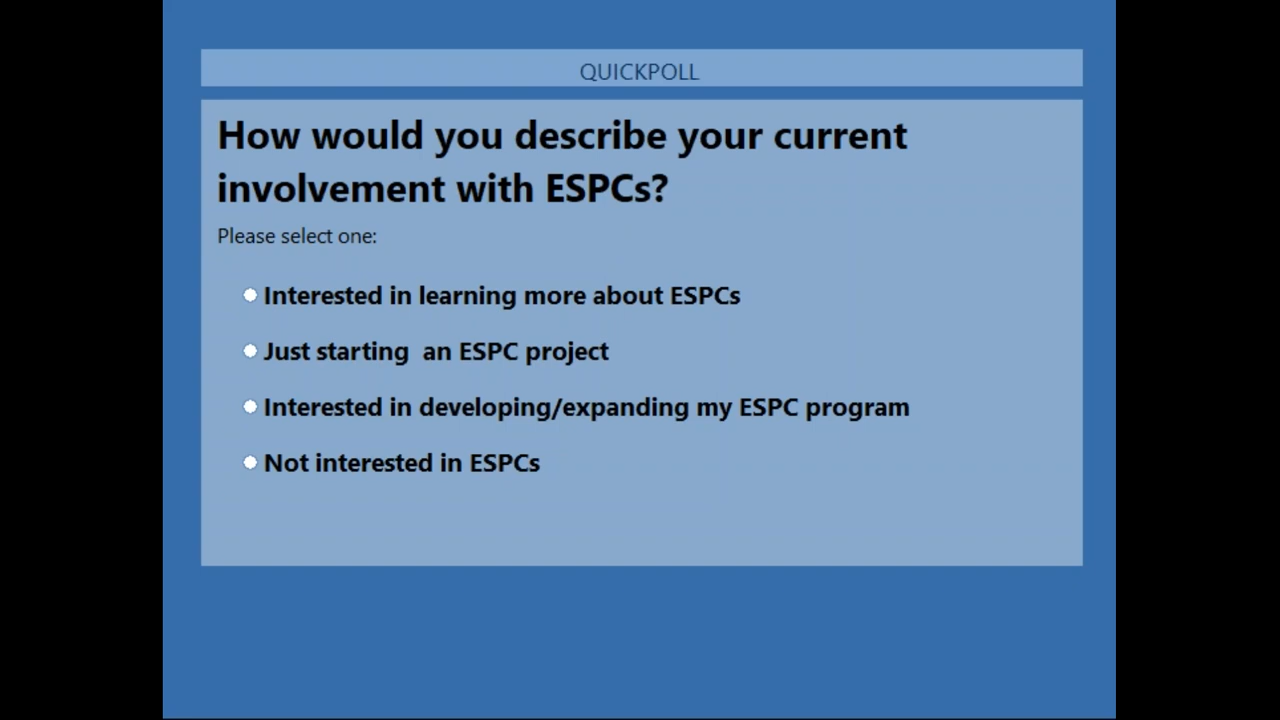 QUICKPOLL
How would you describe your current
involvement with ESPCs?
Please select one:
Interested in learning more about ESPCs
Just starting  an ESPC project
Interested in developing/expanding my ESPC program
Not interested in ESPCs